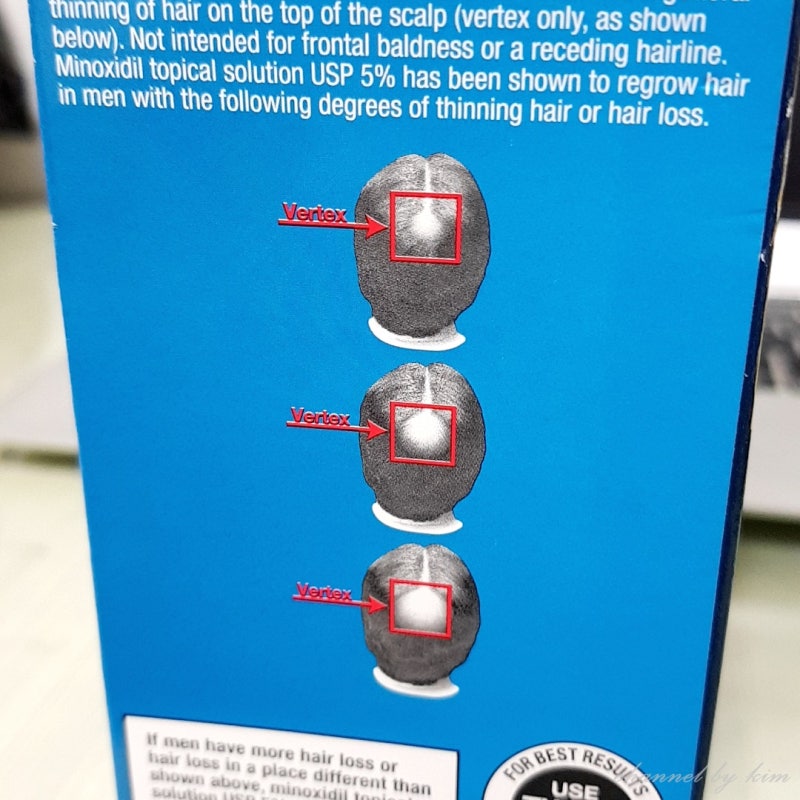 thinning of hair on the top of the scalp (vertex only, as shown
below). Not intended for frontal baldness or a receding hairline.
Minoxidil topical solution USP 5% has been shown to regrow hair
in men with the following degrees of thinning hair or hair loss.
Vertex
Vertex
Vertex
If men have more hair loss or
hair loss in a place different than
shown above, minoxidil
solution USP
FOR BEST RESULTS
USE
by kim